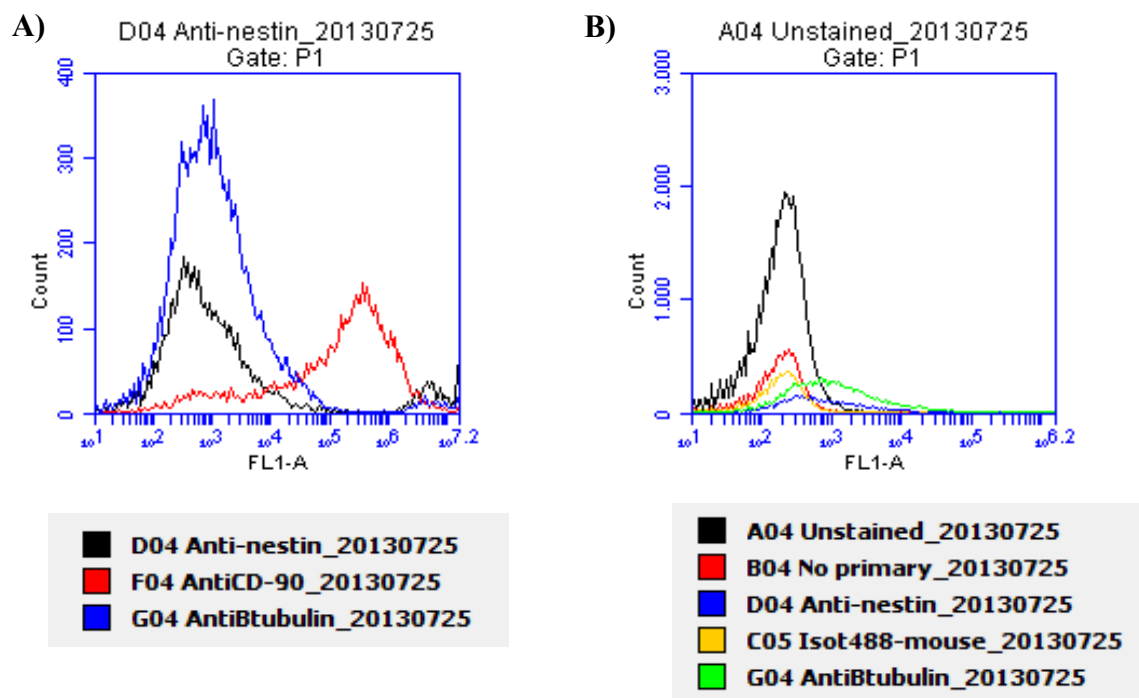 A)
D04 Anti-nestin_20130725
Gate: P1
400
300
200
100
0
Count
10^1 10^2 10^3 10^4 10^5 10^6 10^7.2
FL1-A
D04 Anti-nestin_20130725
F04 AntiCD-90_20130725
G04 AntiBtubulin_20130725
B)
A04 Unstained_20130725
Gate: P1
3.000
2.000
1.000
0
Count
10^1 10^2 10^3 10^4 10^5 10^6.2
FL1-A
A04 Unstained_20130725
B04 No primary_20130725
D04 Anti-nestin_20130725
C05 Isot488-mouse_20130725
G04 AntiBtubulin_20130725